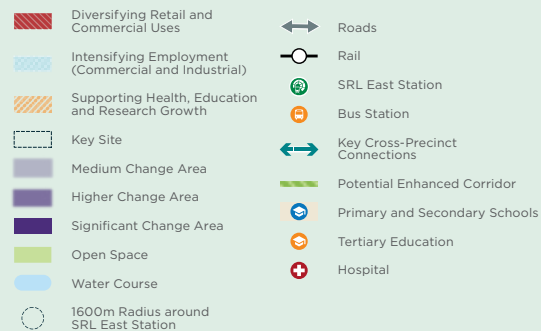 Diversifying Retail and
Commercial Uses
Intensifying Employment
(Commercial and Industrial)
Supporting Health, Education
and Research Growth
Key Site
Medium Change Area
Higher Change Area
Significant Change Area
Open Space
Water Course
1600m Radius around
SRL East Station
Roads
Rail
SRL East Station
Bus Station
Key Cross-Precinct
Connections
Potential Enhanced Corridor
Primary and Secondary Schools
Tertiary Education
Hospital